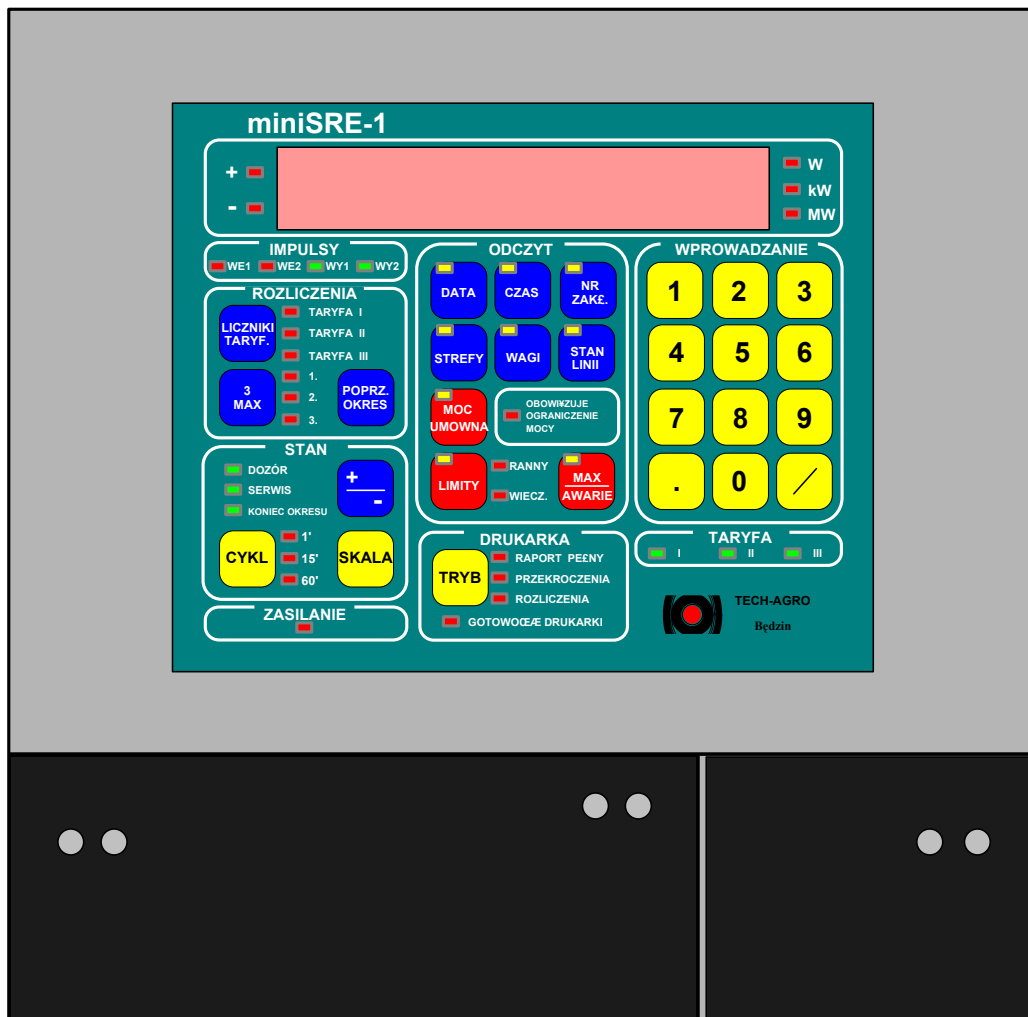 miniSRE-1
+
-
W
kW
MW
IMPULSY
WE1 WE2 WY1 WY2
ROZLICZENIA
LICZNIKI
TARYF.
TARYFA I
TARYFA II
TARYFA III
3
MAX
1.
2.
3.
POPRZ.
OKRES
STAN
DOZÓR
SERWIS
KONIEC OKRESU
+
-
CYKL
1'
15'
60'
SKALA
ZASILANIE
ODCZYT
DATA
CZAS
NR
ZAK£.
STREFY
WAGI
STAN
LINII
MOC
UMOWNA
OBOWI¥ZUJE
OGRANICZENIE
MOCY
LIMITY
RANNY
WIECZ.
MAX
AWARIE
DRUKARKA
TRYB
RAPORT PEŁNY
PRZEKROCZENIA
ROZLICZENIA
GOTOWOŒÆ DRUKARKI
WPROWADZANIE
1 2 3
4 5 6
7 8 9
. 0 /
TARYFA
I II III
TECH-AGRO
Będzin